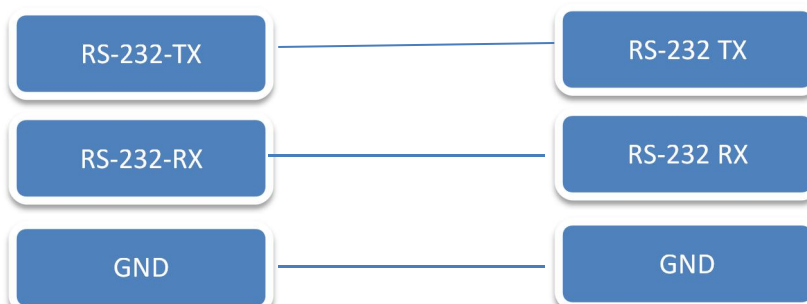 RS-232-TX
RS-232 TX
RS-232-RX
RS-232 RX
GND
GND